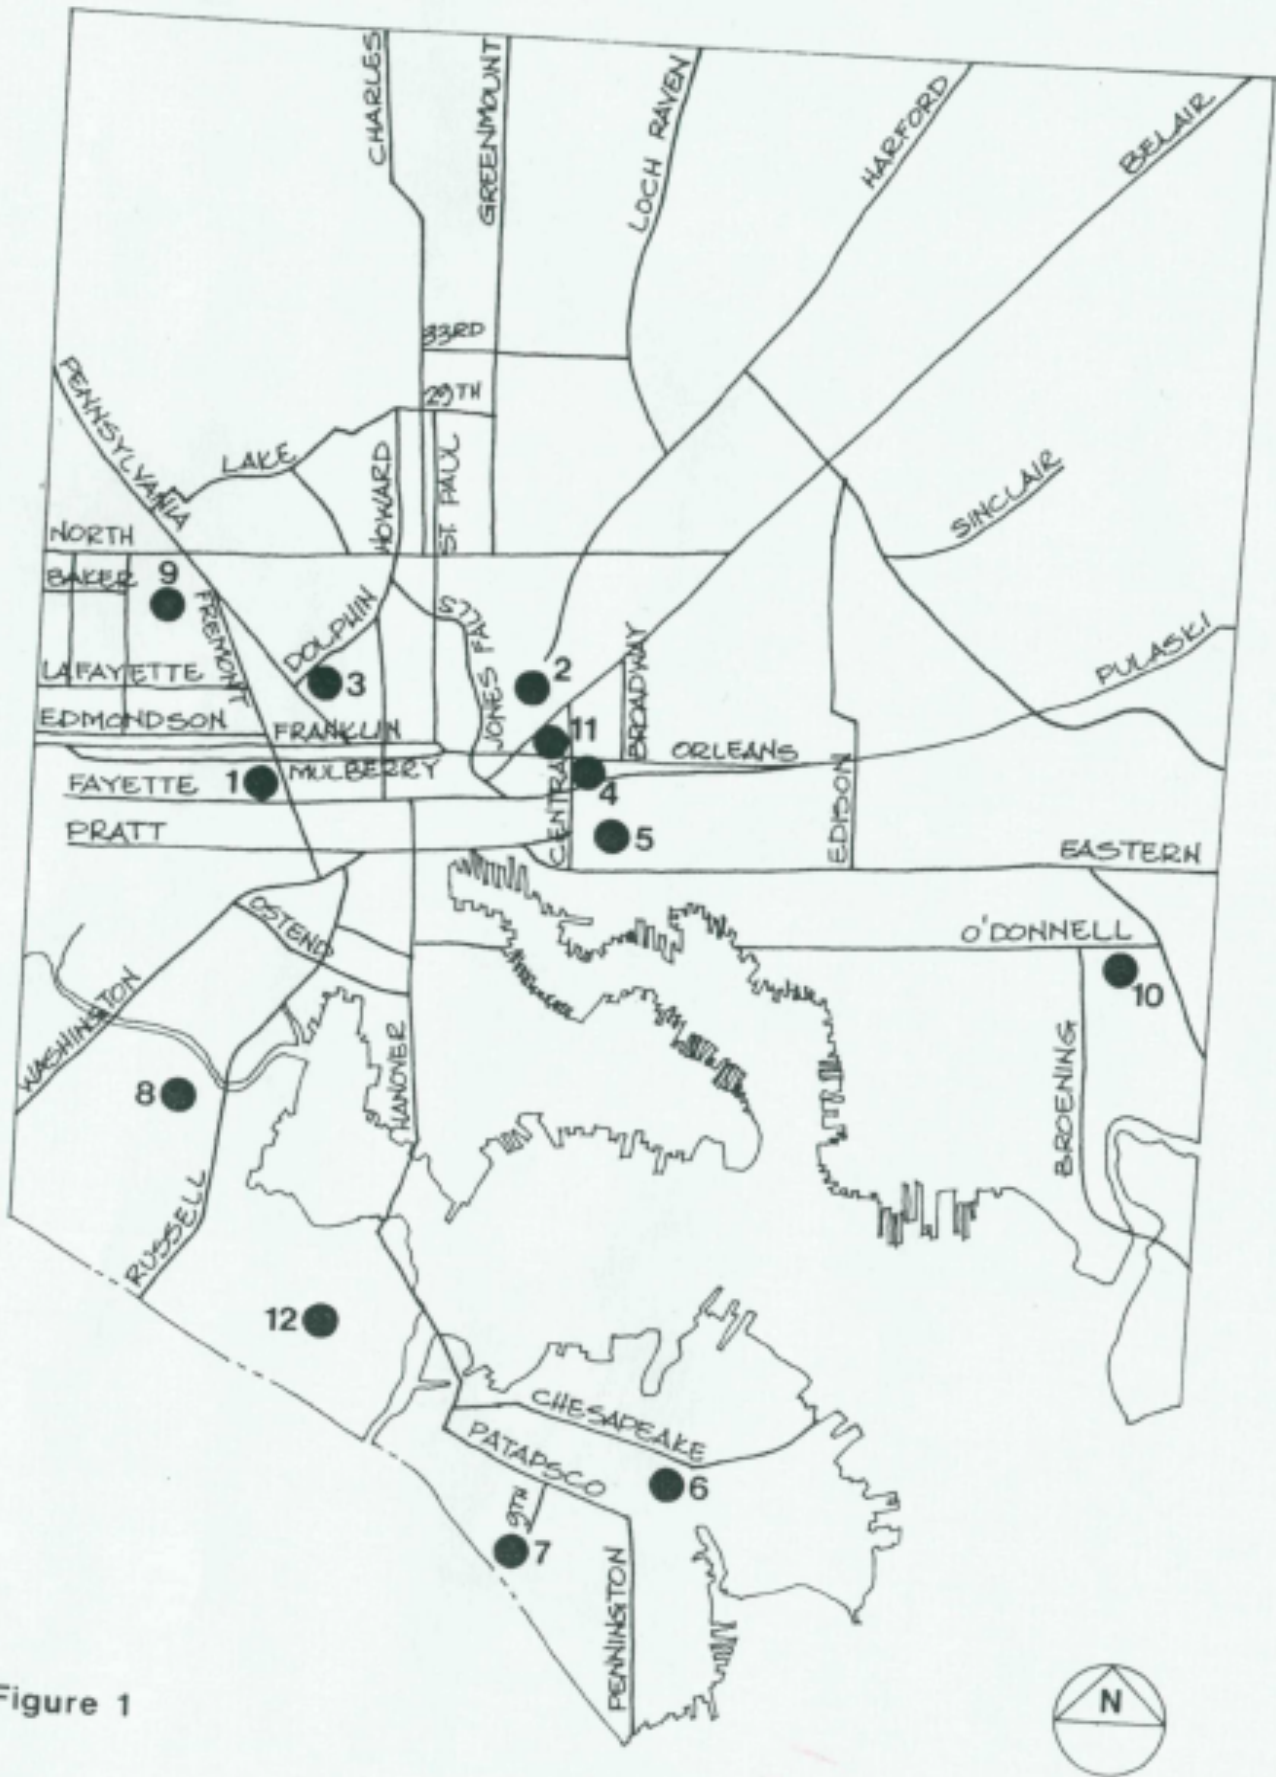 CHARLES
GREENMOUNT
LOCH RAVEN
HARFORD
BELAIR
33RD
29TH
PENNSYLVANIA
LAKE
HOWARD
ST. PAUL
SINCLAIR
NORTH
BAKER
9
FREMONT
DOLPHIN
JONES FALLS
PULASKI
LAFAYETTE
3
2
BROADWAY
EDMONDSON
FRANKLIN
11
ORLEANS
1
MULBERRY
FAYETTE
4
CENTRAL
EDISON
PRATT
5
EASTERN
OSTEND
O'DONNELL
10
WASHINGTON
HANOVER
BROENING
8
RUSSELL
12
CHESAPEAKE
PATAPSCO
6
9TH
7
PENNINGTON
Figure 1
N